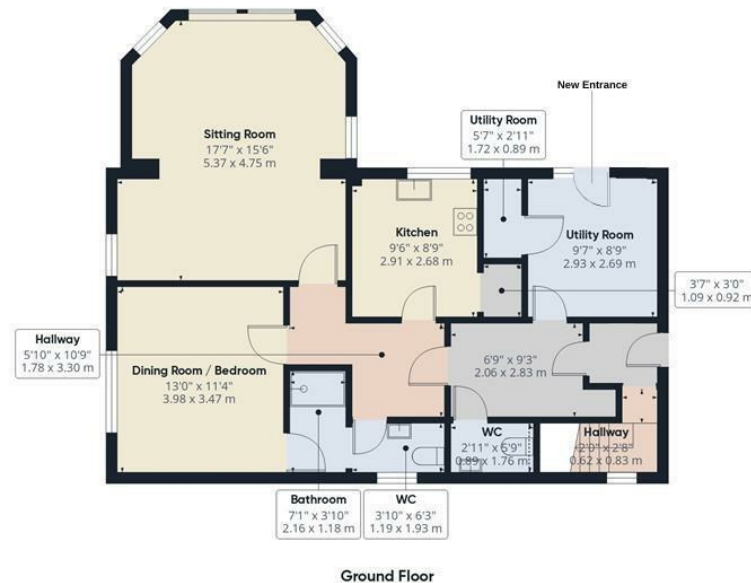 New Entrance
Utility Room
5'7" x 2'11"
1.72 x 0.89 m
Sitting Room
17'7" x 15'6"
5.37 x 4.75 m
Kitchen
9'6" x 8'9"
2.91 x 2.68 m
Utility Room
9'7" x 8'9"
2.93 x 2.69 m
3'7" x 3'0"
1.09 x 0.92 m
Hallway
5'10" x 10'9"
1.78 x 3.30 m
Dining Room / Bedroom
13'0" x 11'4"
3.98 x 3.47 m
6'9" x 9'3"
2.06 x 2.83 m
WC
2'11" x 5'9"
0.89 x 1.76 m
Hallway
2'0" x 2'8"
0.62 x 0.83 m
Bathroom
7'1" x 3'10"
2.16 x 1.18 m
WC
3'10" x 6'3"
1.19 x 1.93 m
Ground Floor